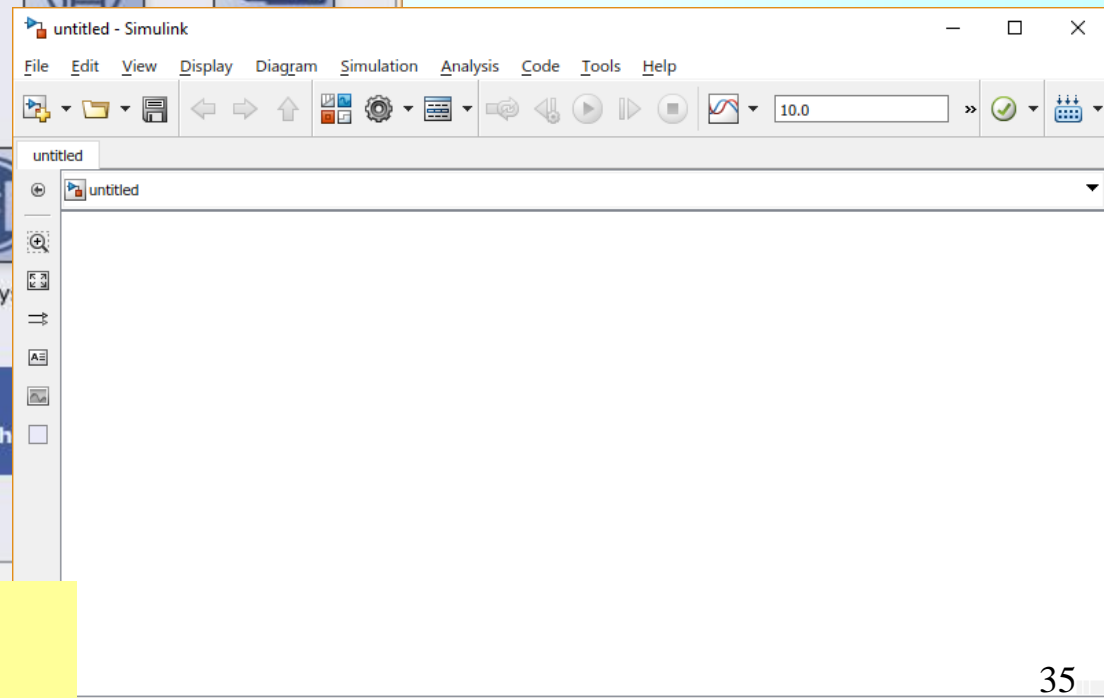 untitled - Simulink
File Edit View Display Diagram Simulation Analysis Code Tools Help
10.0
untitled
untitled
y
h
35